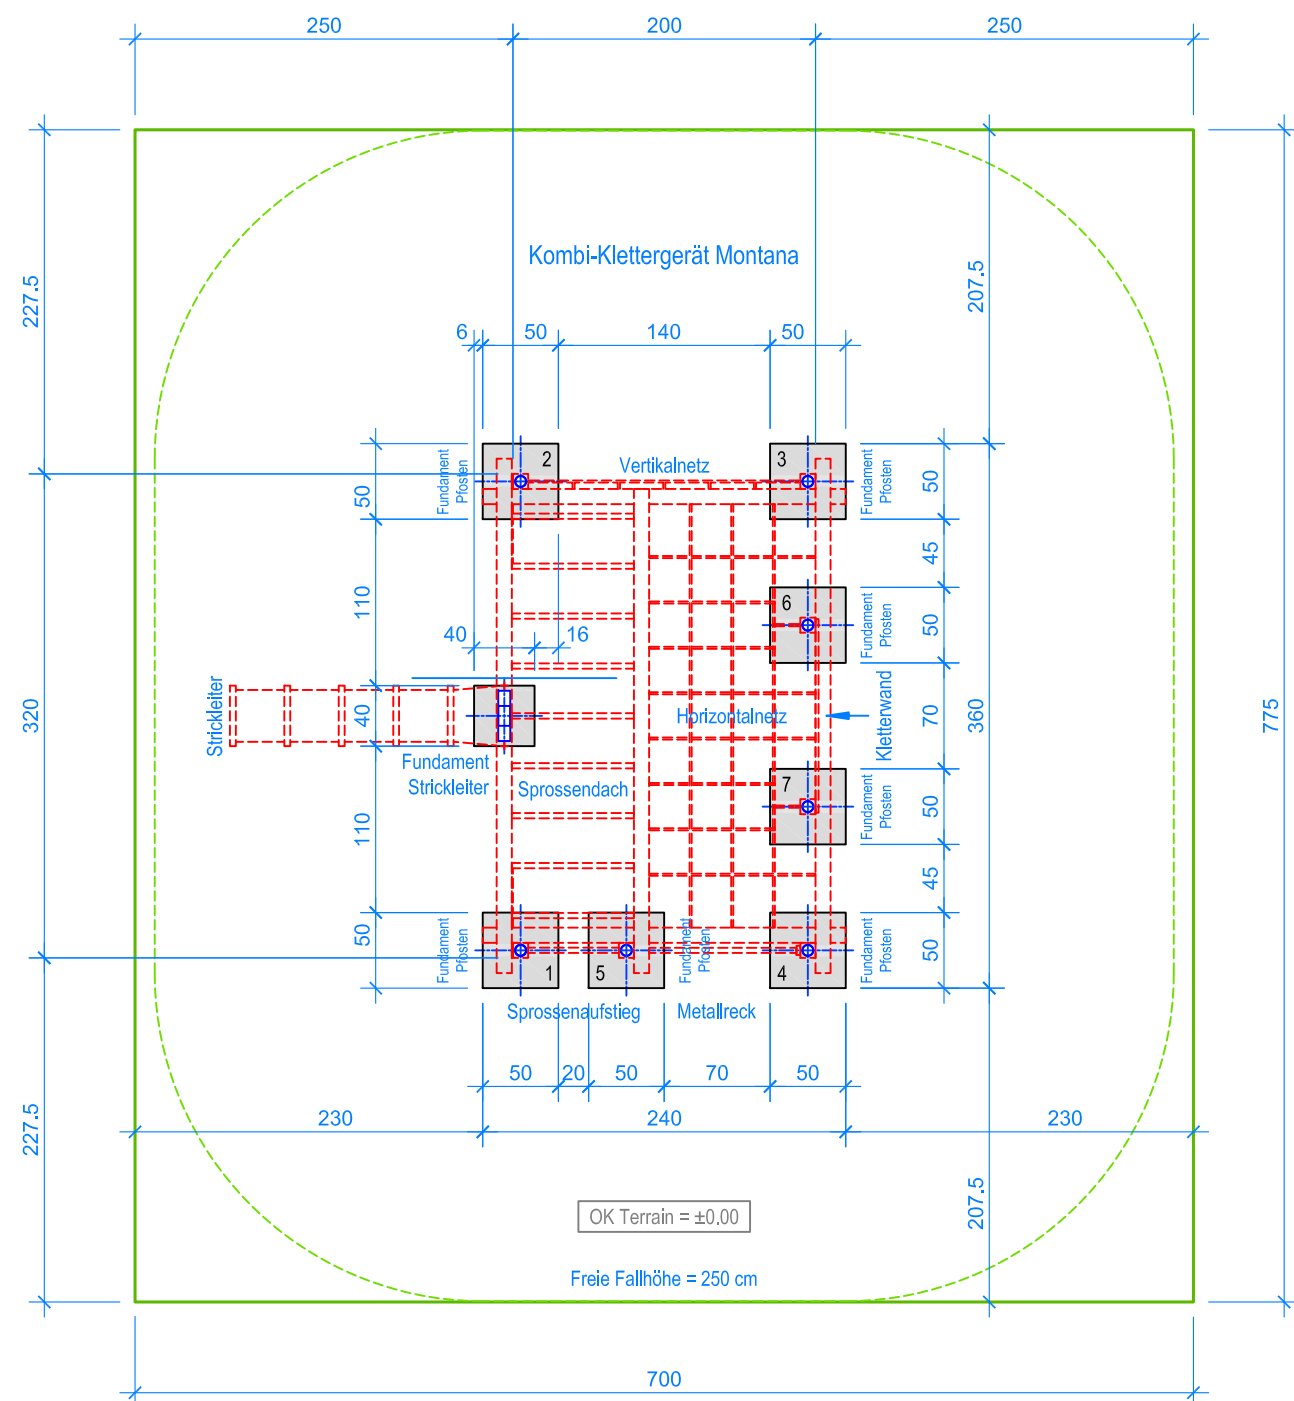 250
200
250
227.5
207.5
Kombi-Klettergerät Montana
6
50
140
50
50
Fundament
Pfosten
2
Vertikalnetz
3
Fundament
Pfosten
50
45
110
40
16
6
Fundament
Pfosten
50
320
Strickleiter
40
Horizontalnetz
Kletterwand
70
360
775
Fundament
Strickleiter
Sprossendach
7
Fundament
Pfosten
50
110
45
50
Fundament
Pfosten
1
5
Fundament
Pfosten
4
Fundament
Pfosten
50
Sprossenaufstieg
Metallreck
50
20
50
70
50
230
240
230
227.5
207.5
OK Terrain = ±0.00
Freie Fallhöhe = 250 cm
700